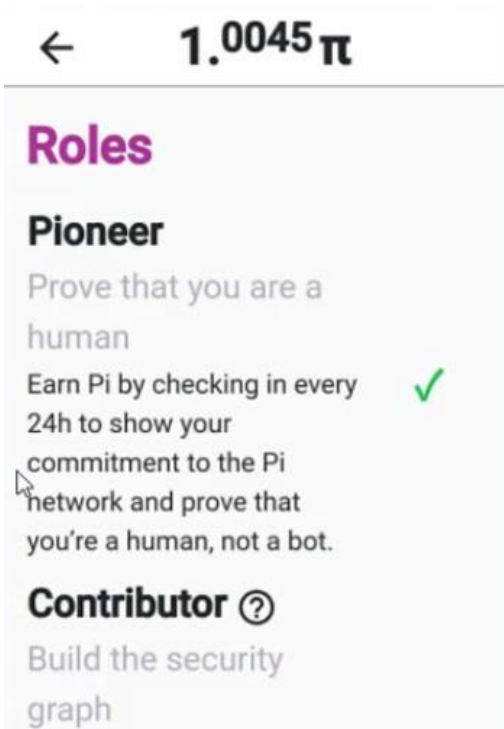 1.0045 π
Roles
Pioneer
Prove that you are a
human
Earn Pi by checking in every
24h to show your
commitment to the Pi
network and prove that
you're a human, not a bot.
Contributor
Build the security
graph